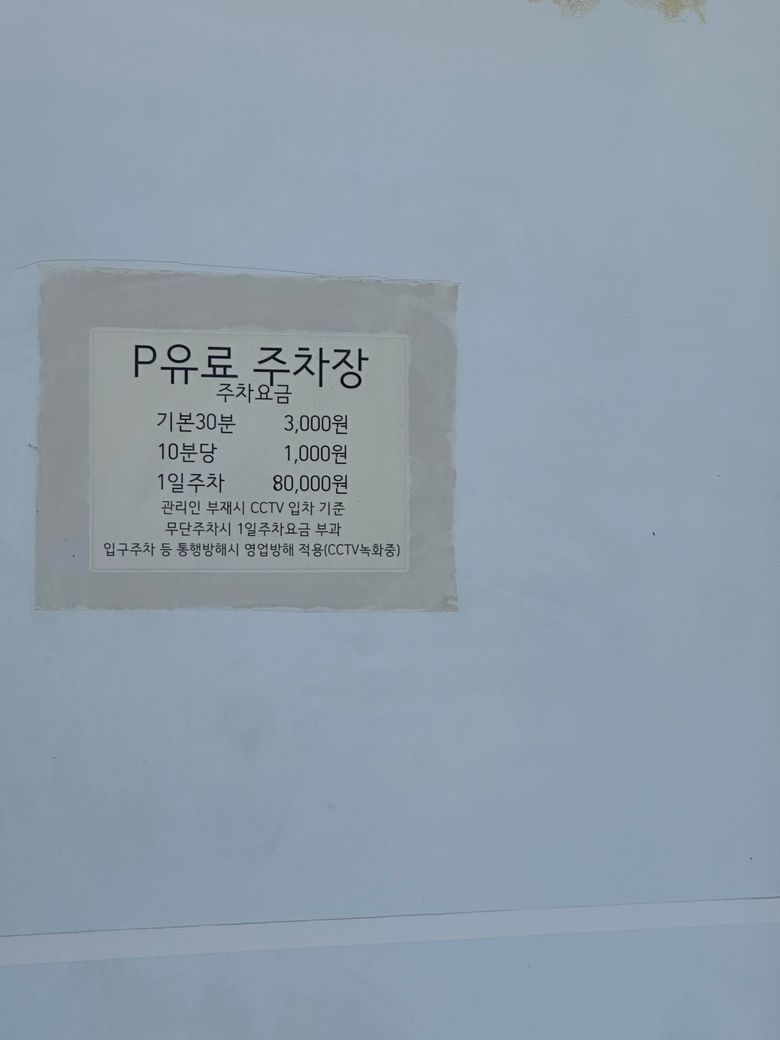 P유료 주차장
주차요금
기본30분 3,000원
10분당 1,000원
1일주차 80,000원
관리인 부재시 CCTV 입차 기준
무단주차시 1일주차요금 부과
입구주차 등 통행방해시 영업방해 적용(CCTV녹화중)